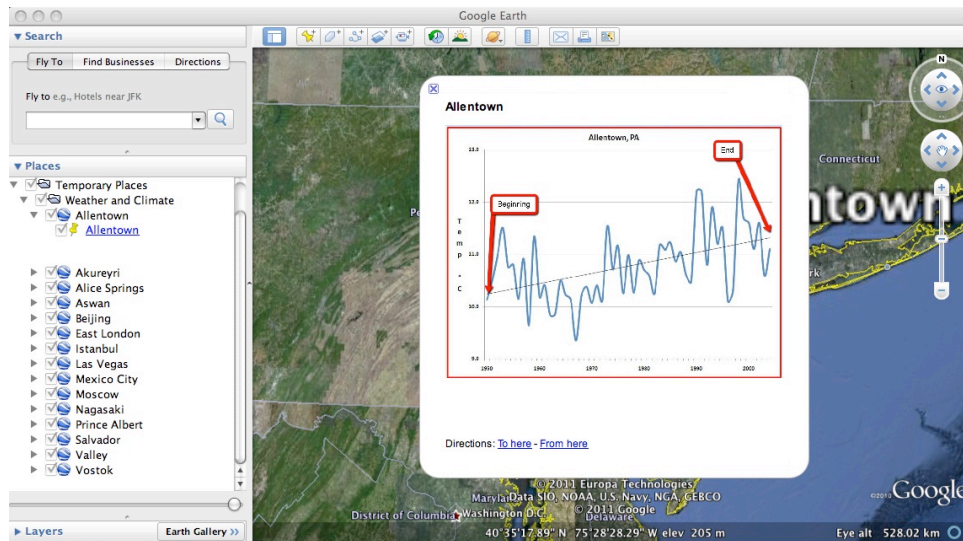 Google Earth
▼ Search
Fly To Find Businesses Directions
Fly to e.g., Hotels near JFK
▼ Places
Temporary Places
Weather and Climate
Allentown
Allentown
Akureyri
Alice Springs
Aswan
Beijing
East London
Istanbul
Las Vegas
Mexico City
Moscow
Nagasaki
Prince Albert
Salvador
Valley
Vostok
▶ Layers
Earth Gallery >>
Allentown
Allentown, PA
End
Beginning
Temp °C
12.0
11.0
10.0
9.0
1950 1960 1970 1980 1990 2000
Directions: To here - From here
N
Connecticut
ntown
rk
Pe
© 2011 Europa Technologies
Data SIO, NOAA, U.S. Navy, NGA, GEBCO
© 2011 Google
District of Columbia
Washington D.C.
Delaware
©2010 Google
40°35'17.89" N 75°28'28.29" W elev 205 m
Eye alt 528.02 km